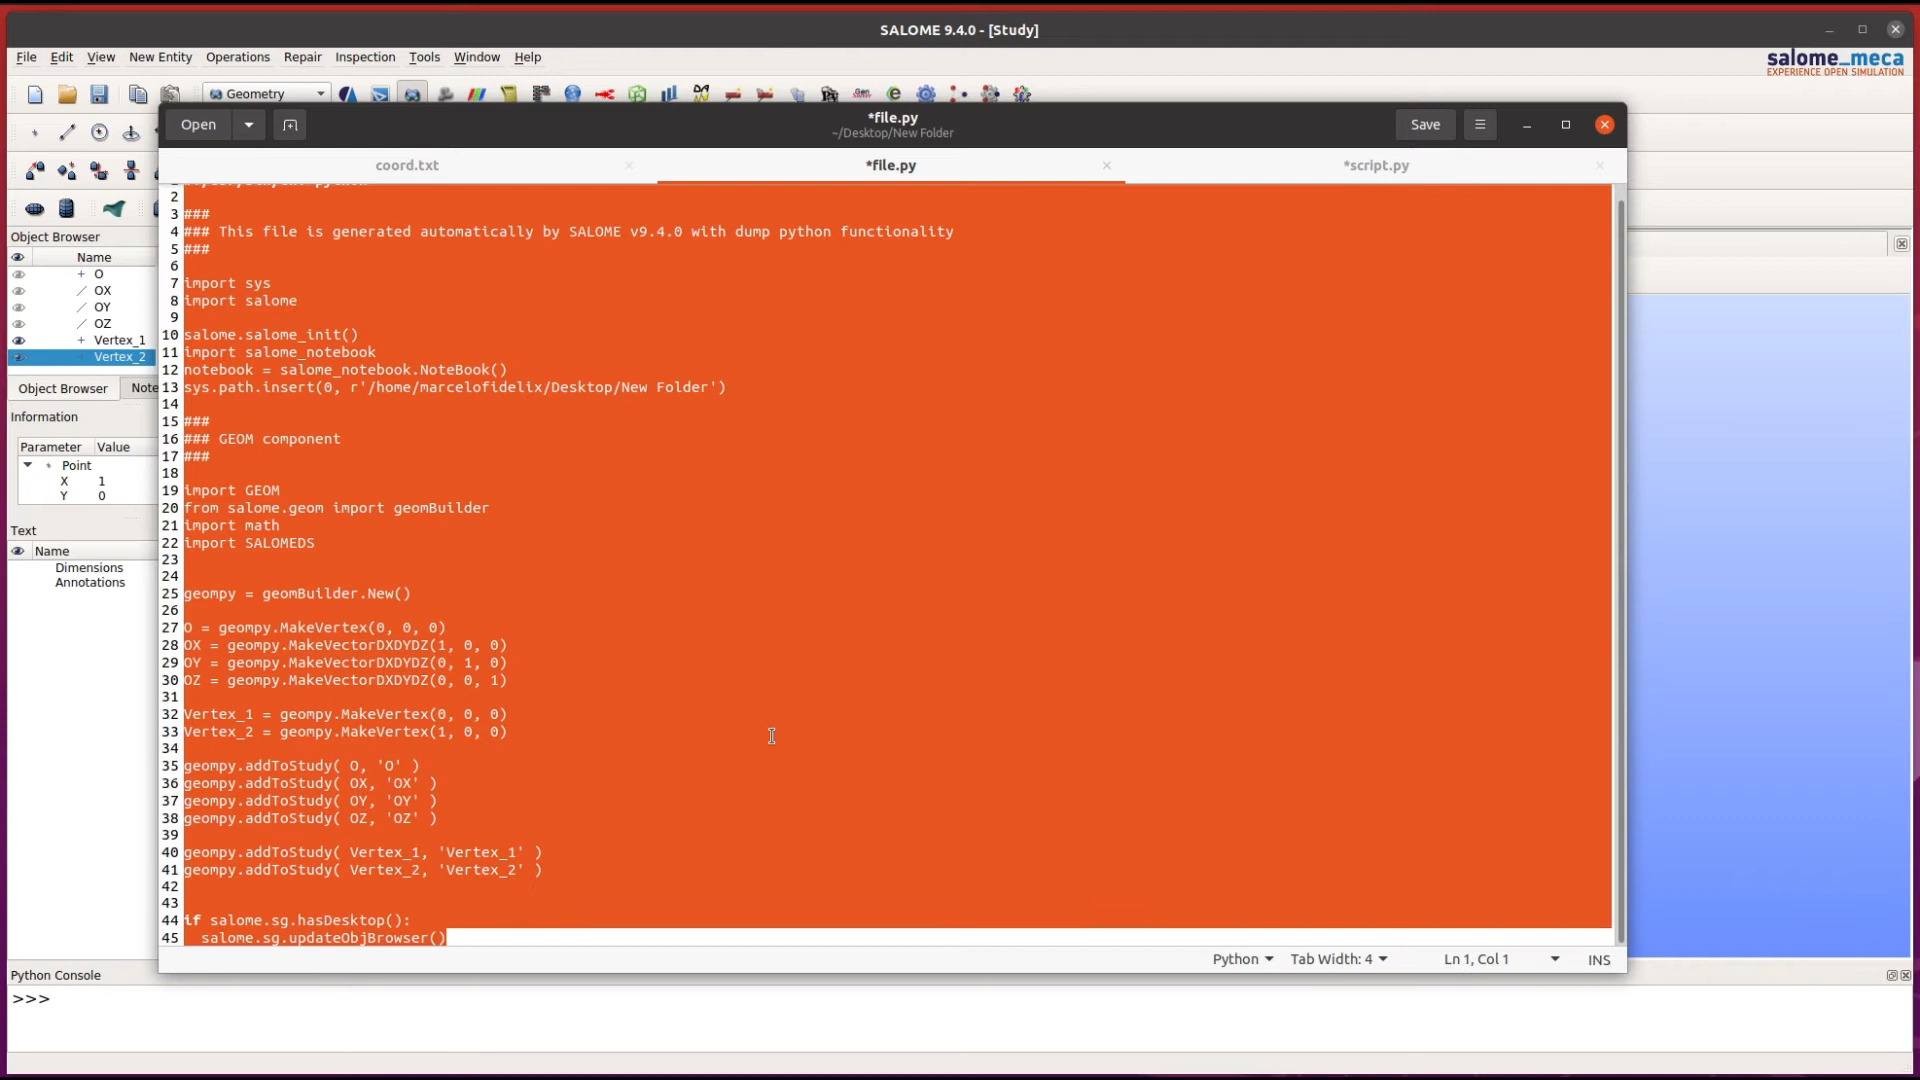 SALOME 9.4.0 - [Study]
File Edit View New Entity Operations Repair Inspection Tools Window Help
salome_meca
EXPERIENCE OPEN SIMULATION
Geometry
Open
*file.py
~/Desktop/New Folder
Save
coord.txt
*file.py
*script.py
2
3 ###
4 ### This file is generated automatically by SALOME v9.4.0 with dump python functionality
5 ###
6
7 import sys
8 import salome
9
10 salome.salome_init()
11 import salome_notebook
12 notebook = salome_notebook.NoteBook()
13 sys.path.insert(0, r'/home/marcelofidelix/Desktop/New Folder')
14
15 ###
16 ### GEOM component
17 ###
18
19 import GEOM
20 from salome.geom import geomBuilder
21 import math
22 import SALOMEDS
23
24
25 geompy = geomBuilder.New()
26
27 O = geompy.MakeVertex(0, 0, 0)
28 OX = geompy.MakeVectorDXDYDZ(1, 0, 0)
29 OY = geompy.MakeVectorDXDYDZ(0, 1, 0)
30 OZ = geompy.MakeVectorDXDYDZ(0, 0, 1)
31
32 Vertex_1 = geompy.MakeVertex(0, 0, 0)
33 Vertex_2 = geompy.MakeVertex(1, 0, 0)
34
35 geompy.addToStudy( O, 'O' )
36 geompy.addToStudy( OX, 'OX' )
37 geompy.addToStudy( OY, 'OY' )
38 geompy.addToStudy( OZ, 'OZ' )
39
40 geompy.addToStudy( Vertex_1, 'Vertex_1' )
41 geompy.addToStudy( Vertex_2, 'Vertex_2' )
42
43
44 if salome.sg.hasDesktop():
45 salome.sg.updateObjBrowser()
Python Tab Width: 4 Ln 1, Col 1 INS
Object Browser
Name
O
OX
OY
OZ
Vertex_1
Vertex_2
Object Browser Note
Information
Parameter Value
Point
X 1
Y 0
Text
Name
Dimensions
Annotations
Python Console
>>>